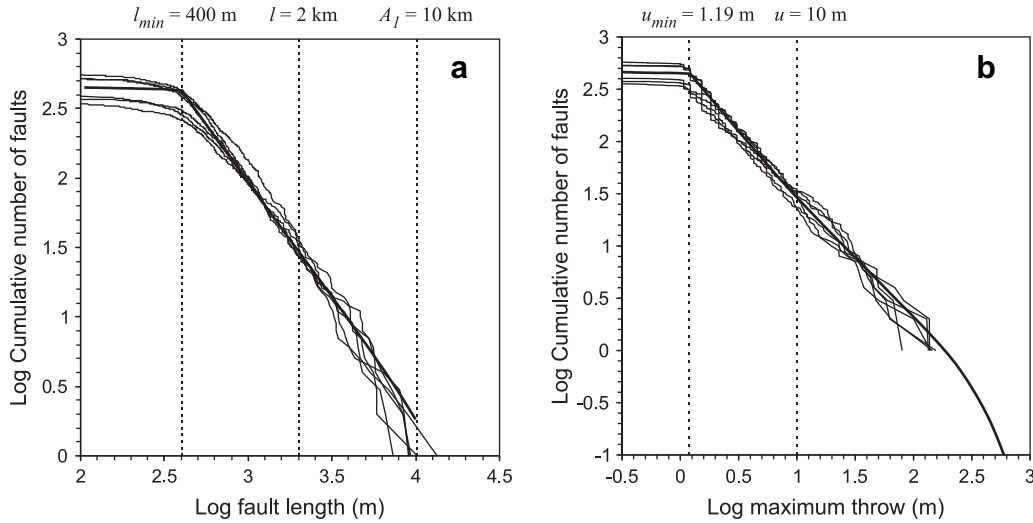 l_min = 400 m l = 2 km A_1 = 10 km
u_min = 1.19 m u = 10 m
a
b
Log Cumulative number of faults
3
2.5
2
1.5
1
0.5
0
2 2.5 3 3.5 4 4.5
Log fault length (m)
Log Cumulative number of faults
3
2.5
2
1.5
1
0.5
0
-0.5
-1
-0.5 0 0.5 1 1.5 2 2.5 3
Log maximum throw (m)